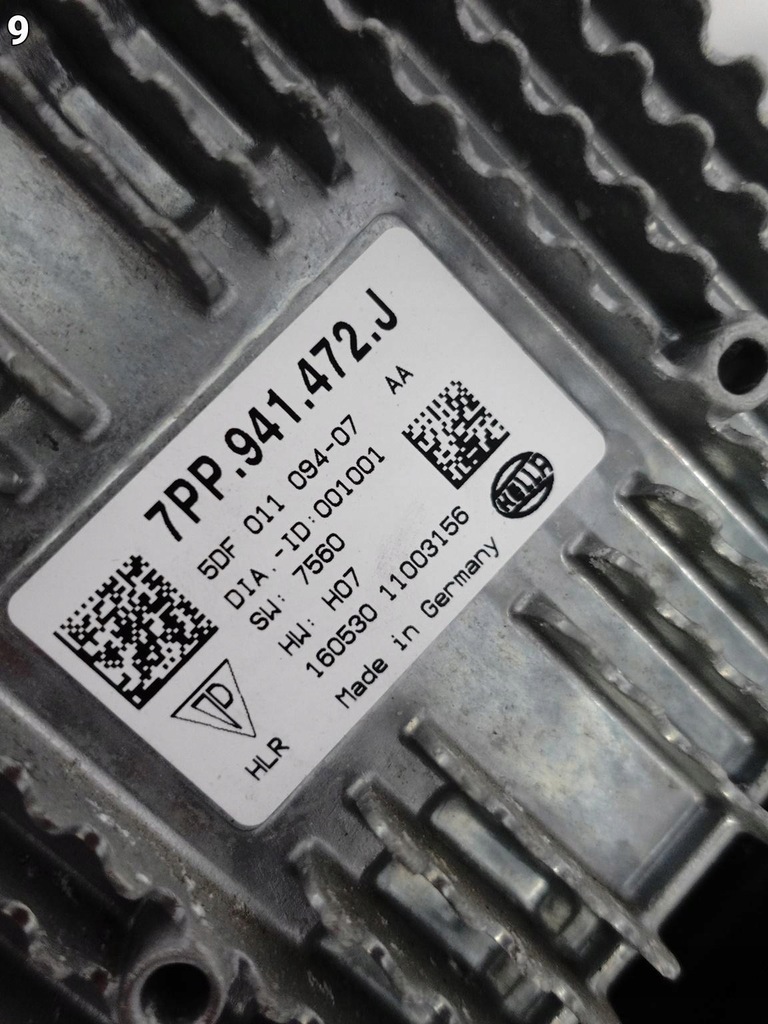 9
7PP.941.472.J
5DF 011 094-07 AA
DIA.-ID:001001
SW: 7560
HW: H07
160530 11003156
Made in Germany
HLR
HELLA